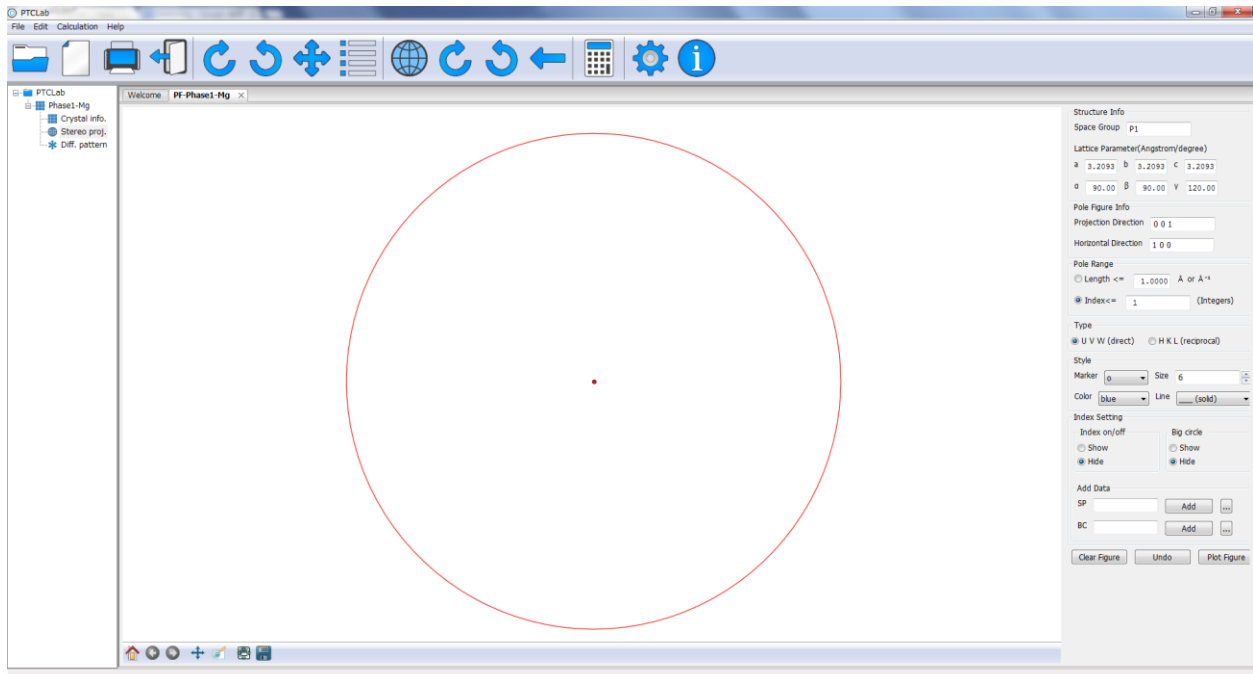 PTCLab
File Edit Calculation Help
PTCLab
Phase1-Mg
Crystal info.
Stereo proj.
Diff. pattern
Welcome PF-Phase1-Mg
Structure Info
Space Group P1
Lattice Parameter(Angstrom/degree)
a 3.2093 b 3.2093 c 3.2093
α 90.00 β 90.00 γ 120.00
Pole Figure Info
Projection Direction 0 0 1
Horizontal Direction 1 0 0
Pole Range
Length <= 1.0000 Å or Å⁻¹
Index<= 1 (Integers)
Type
U V W (direct) H K L (reciprocal)
Style
Marker o Size 6
Color blue Line ___ (solid)
Index Setting
Index on/off Big circle
Show Show
Hide Hide
Add Data
SP Add ...
BC Add ...
Clear Figure Undo Plot Figure